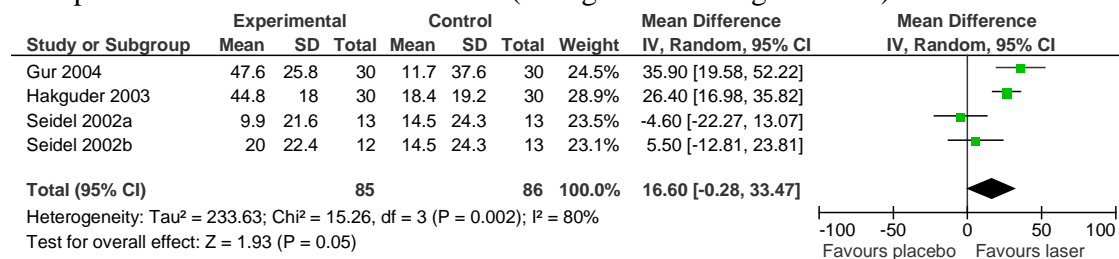 Experimental Control Mean Difference Mean Difference
Study or Subgroup Mean SD Total Mean SD Total Weight IV, Random, 95% CI IV, Random, 95% CI
Gur 2004 47.6 25.8 30 11.7 37.6 30 24.5% 35.90 [19.58, 52.22]
Hakguder 2003 44.8 18 30 18.4 19.2 30 28.9% 26.40 [16.98, 35.82]
Seidel 2002a 9.9 21.6 13 14.5 24.3 13 23.5% -4.60 [-22.27, 13.07]
Seidel 2002b 20 22.4 12 14.5 24.3 13 23.1% 5.50 [-12.81, 23.81]
Total (95% CI) 85 86 100.0% 16.60 [-0.28, 33.47]
Heterogeneity: Tau² = 233.63; Chi² = 15.26, df = 3 (P = 0.002); I² = 80%
Test for overall effect: Z = 1.93 (P = 0.05)
-100 -50 0 50 100
Favours placebo Favours laser